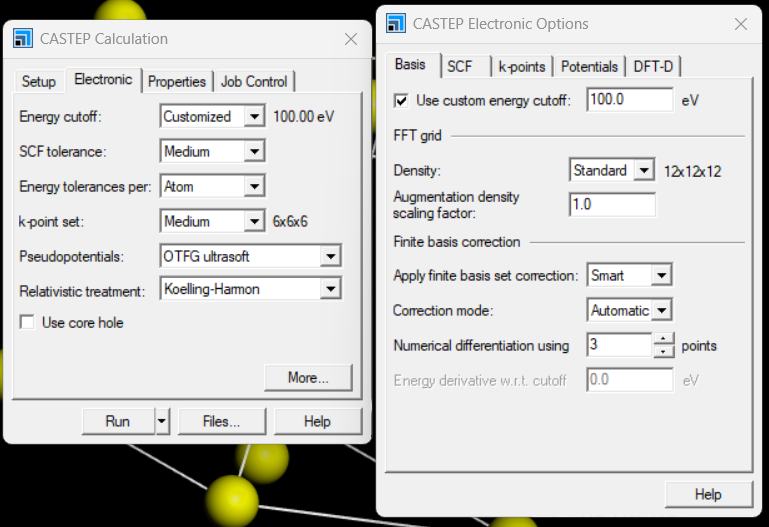 CASTEP Calculation
Setup Electronic Properties Job Control
Energy cutoff: Customized 100.00 eV
SCF tolerance: Medium
Energy tolerances per: Atom
k-point set: Medium 6x6x6
Pseudopotentials: OTFG ultrasoft
Relativistic treatment: Koelling-Harmon
Use core hole
More...
Run Files... Help
CASTEP Electronic Options
Basis SCF k-points Potentials DFT-D
Use custom energy cutoff: 100.0 eV
FFT grid
Density: Standard 12x12x12
Augmentation density
scaling factor: 1.0
Finite basis correction
Apply finite basis set correction: Smart
Correction mode: Automatic
Numerical differentiation using 3 points
Energy derivative w.r.t. cutoff 0.0 eV
Help